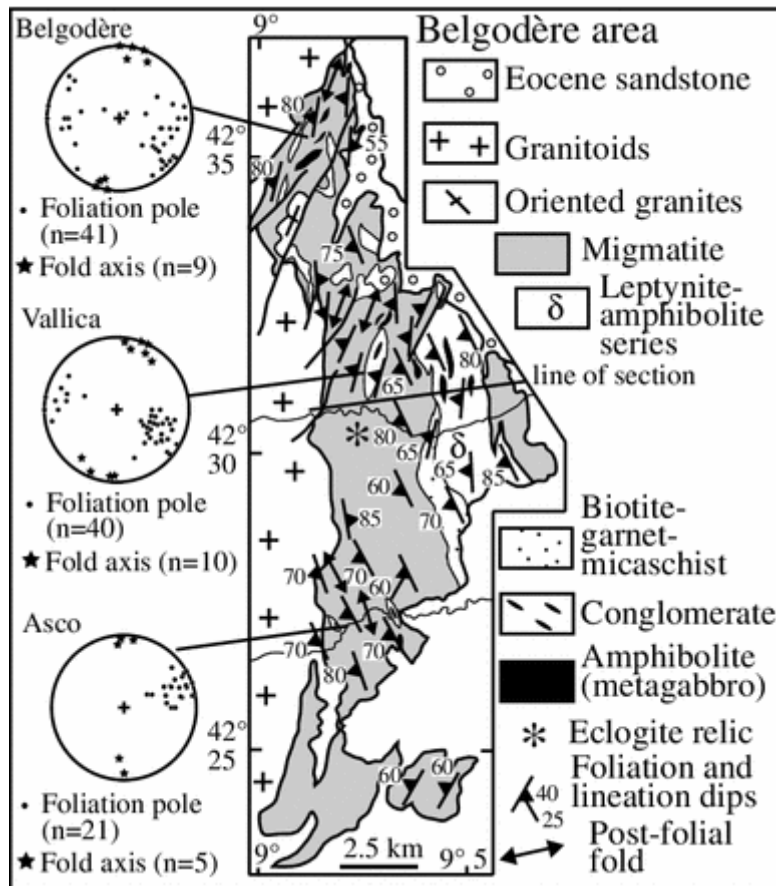 Belgodère
• Foliation pole
(n=41)
★ Fold axis (n=9)
Vallica
• Foliation pole
(n=40)
★ Fold axis (n=10)
Asco
• Foliation pole
(n=21)
★ Fold axis (n=5)
9°
42°
35
42°
30
42°
25
80
55
80
75
65
80
80
65
δ
65
85
60
70
85
70
70
60
70
70
80
60
60
line of section
9°
2.5 km
9°.5
Belgodère area
Eocene sandstone
Granitoids
Oriented granites
Migmatite
δ
Leptynite-
amphibolite
series
Biotite-
garnet-
micaschist
Conglomerate
Amphibolite
(metagabbro)
Eclogite relic
Foliation and
lineation dips
40
25
Post-folial
fold